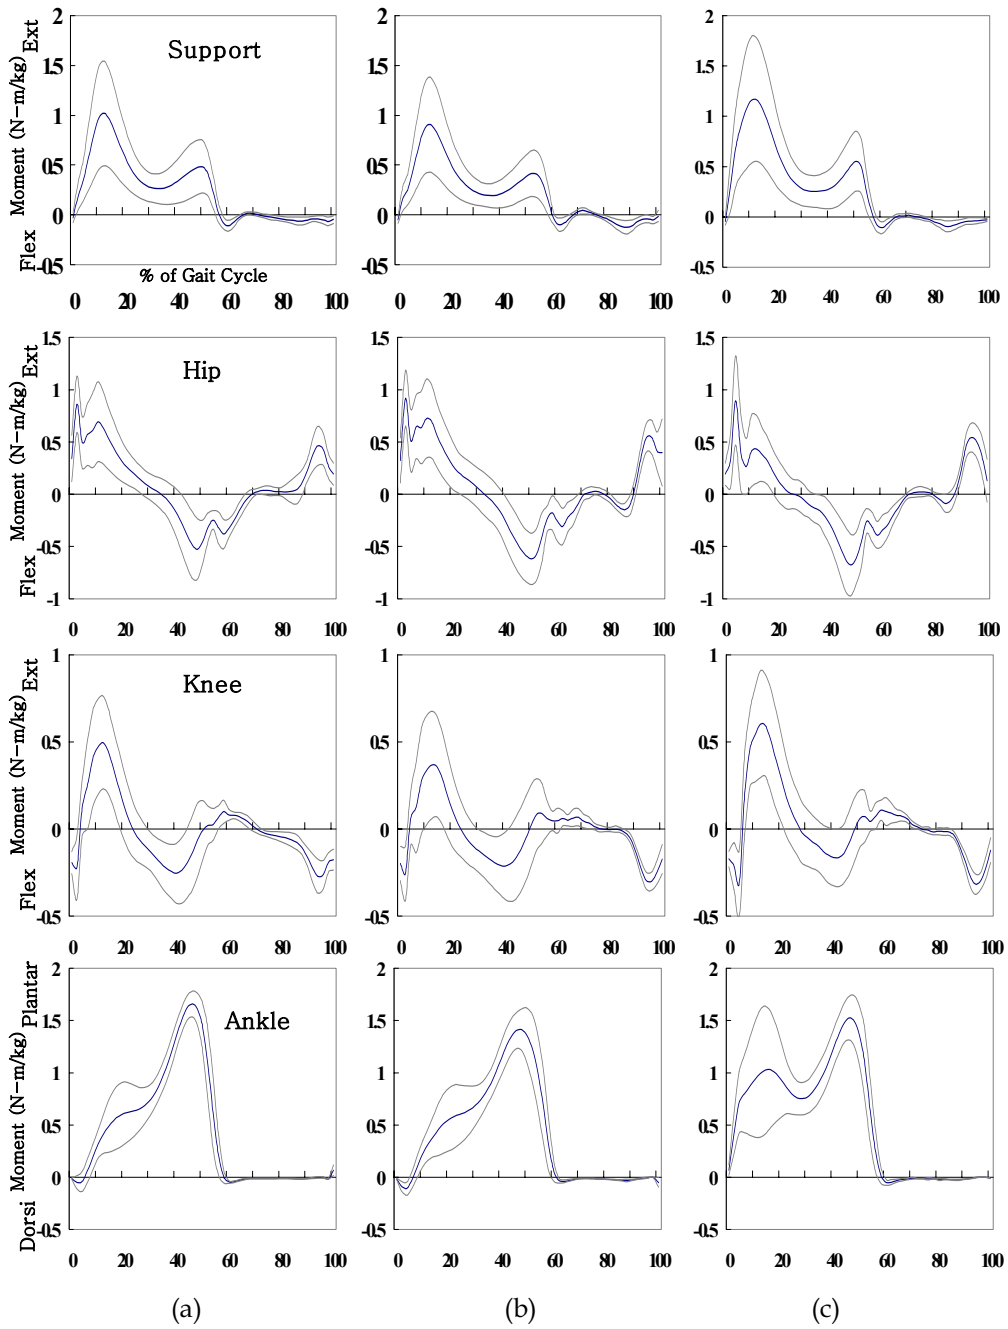 2 2 2
1.5 1.5 1.5
1 1 1
0.5 0.5 0.5
0 0 0
-0.5 -0.5 -0.5
Support
Flex Moment (N-m/kg) Ext
% of Gait Cycle
0 20 40 60 80 100 0 20 40 60 80 100 0 20 40 60 80 100
1.5 1.5 1.5
1 1 1
0.5 0.5 0.5
0 0 0
-0.5 -0.5 -0.5
-1 -1 -1
Hip
Flex Moment (N-m/kg) Ext
0 20 40 60 80 100 0 20 40 60 80 100 0 20 40 60 80 100
1 1 1
0.5 0.5 0.5
0 0 0
-0.5 -0.5 -0.5
Knee
Flex Moment (N-m/kg) Ext
0 20 40 60 80 100 0 20 40 60 80 100 0 20 40 60 80 100
2 2 2
1.5 1.5 1.5
1 1 1
0.5 0.5 0.5
0 0 0
-0.5 -0.5 -0.5
Ankle
Dorsi Moment (N-m/kg) Plantar
0 20 40 60 80 100 0 20 40 60 80 100 0 20 40 60 80 100
(a) (b) (c)